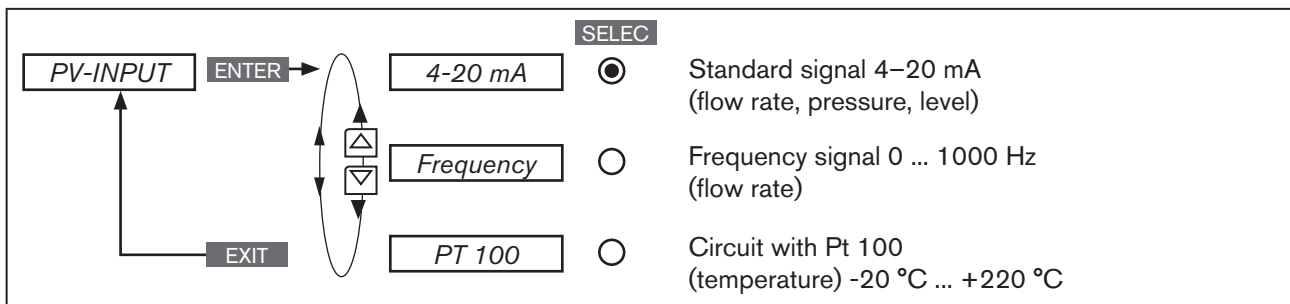 SELEC
PV-INPUT ENTER 4-20 mA Standard signal 4–20 mA
(flow rate, pressure, level)
Frequency Frequency signal 0 ... 1000 Hz
(flow rate)
EXIT PT 100 Circuit with Pt 100
(temperature) -20 °C ... +220 °C